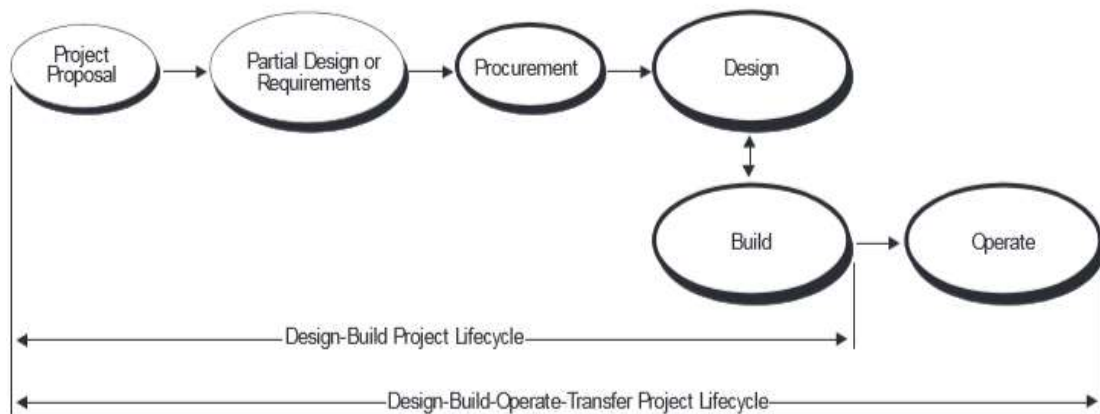 Project
Proposal
Partial Design or
Requirements
Procurement
Design
Build
Operate
Design-Build Project Lifecycle
Design-Build-Operate-Transfer Project Lifecycle